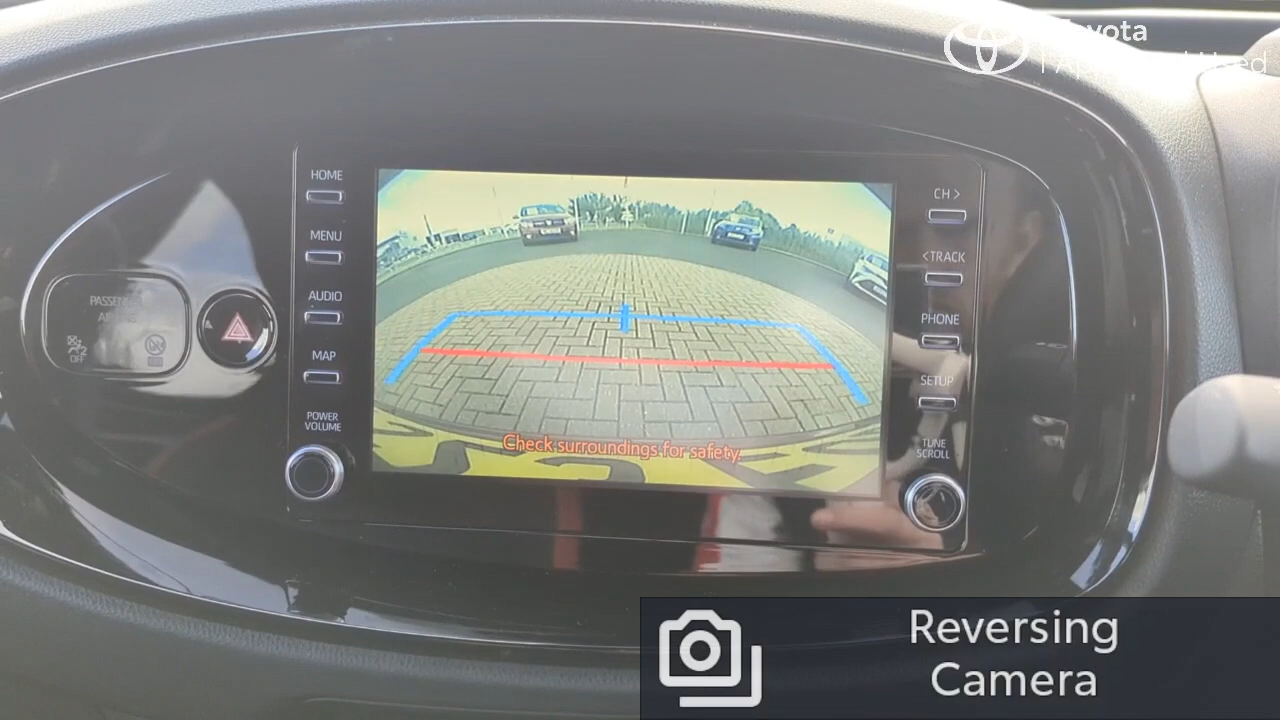 Toyota
HOME
MENU
AUDIO
MAP
POWER
VOLUME
OFF
CH >
<TRACK
PHONE
SETUP
TUNE
SCROLL
Check surroundings for safety.
Reversing
Camera